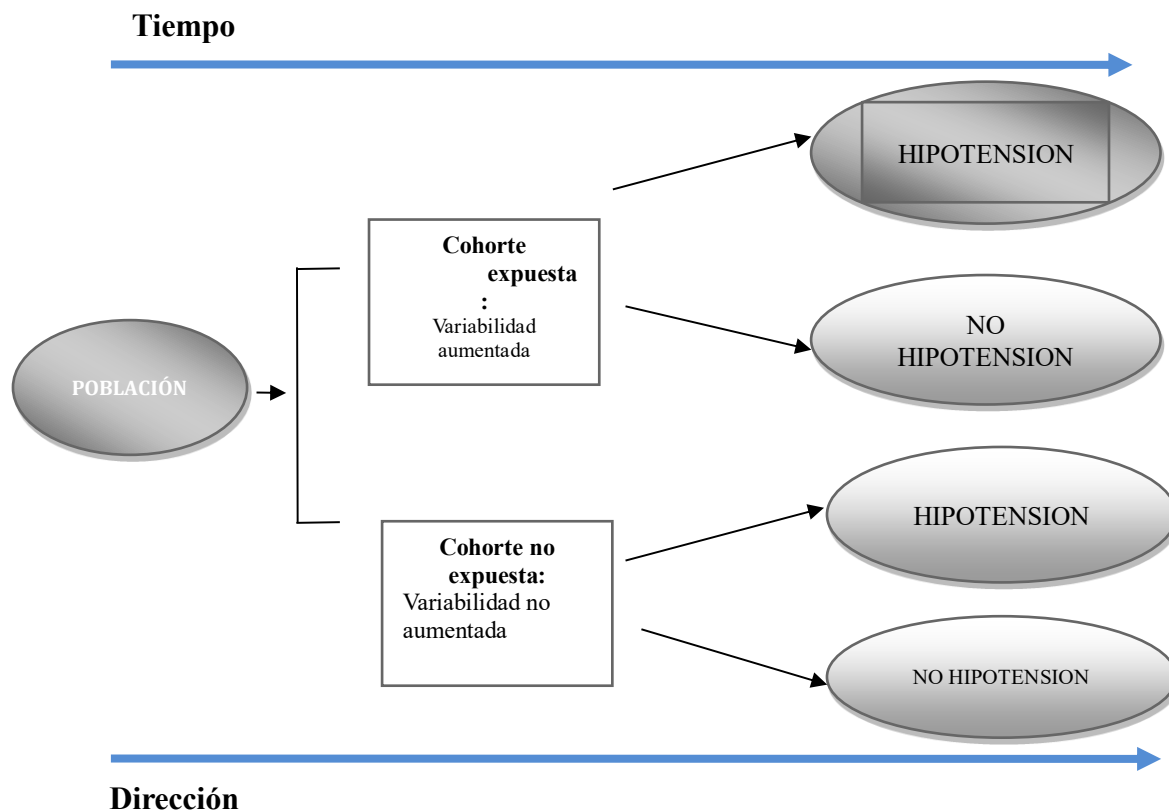 Tiempo
HIPOTENSION
Cohorte
expuesta
:
Variabilidad
aumentada
NO
HIPOTENSION
POBLACIÓN
HIPOTENSION
Cohorte no
expuesta:
Variabilidad no
aumentada
NO HIPOTENSION
Dirección